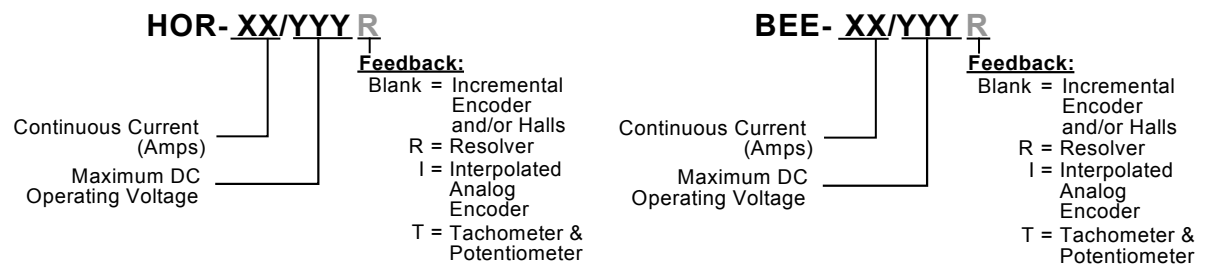 HOR- XX/YYY R
Feedback:
Blank = Incremental
Encoder
and/or Halls
R = Resolver
I = Interpolated
Analog
Encoder
T = Tachometer &
Potentiometer
Continuous Current
(Amps)
Maximum DC
Operating Voltage
BEE- XX/YYY R
Feedback:
Blank = Incremental
Encoder
and/or Halls
R = Resolver
I = Interpolated
Analog
Encoder
T = Tachometer &
Potentiometer
Continuous Current
(Amps)
Maximum DC
Operating Voltage